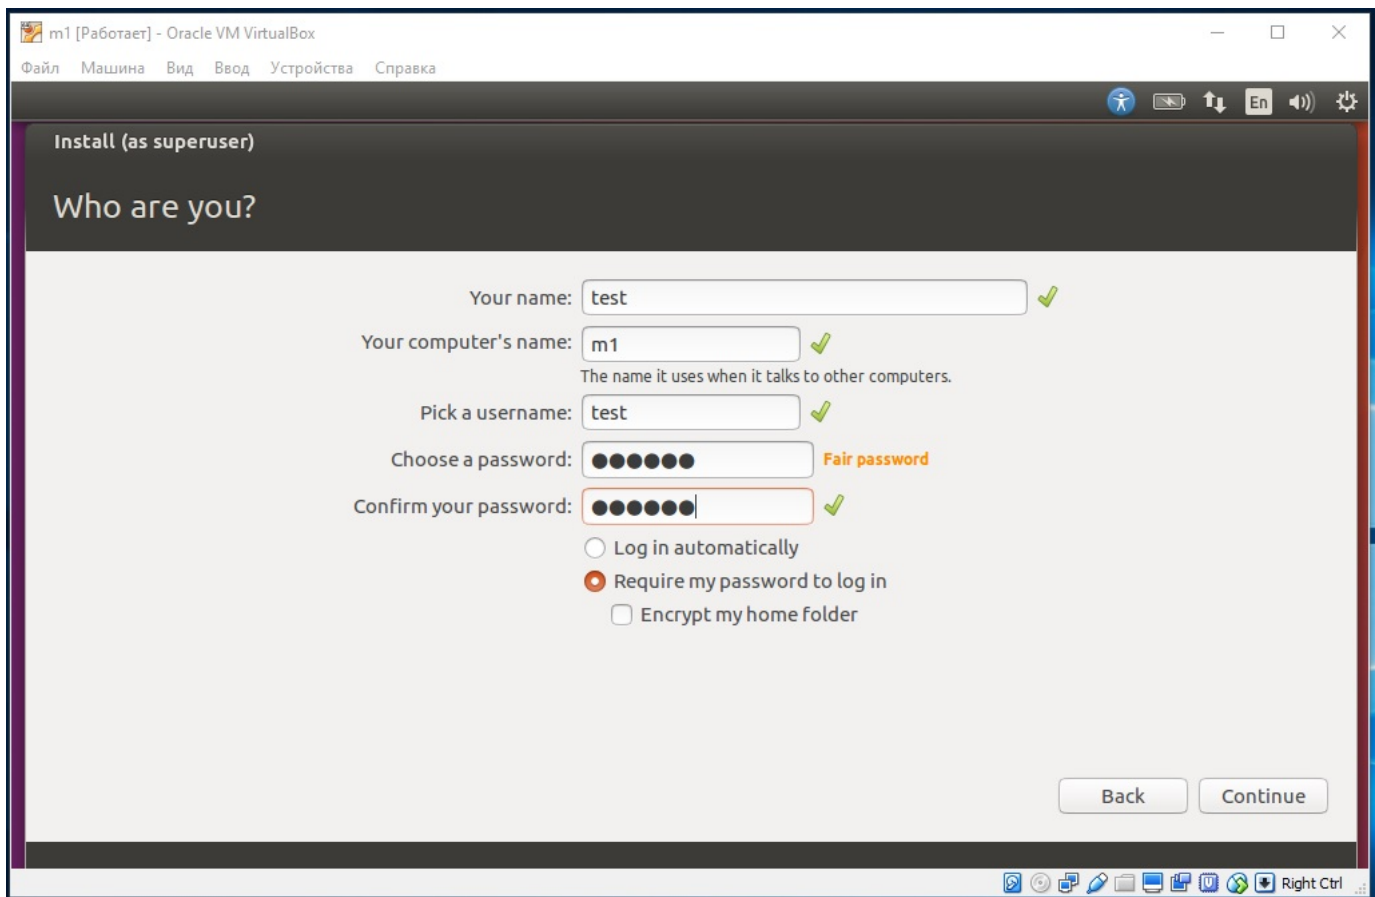 m1 [Работает] - Oracle VM VirtualBox
Файл Машина Вид Ввод Устройства Справка
En
Install (as superuser)
Who are you?
Your name: test
Your computer's name: m1
The name it uses when it talks to other computers.
Pick a username: test
Choose a password: ●●●●●● Fair password
Confirm your password: ●●●●●●
Log in automatically
Require my password to log in
Encrypt my home folder
Back Continue
Right Ctrl